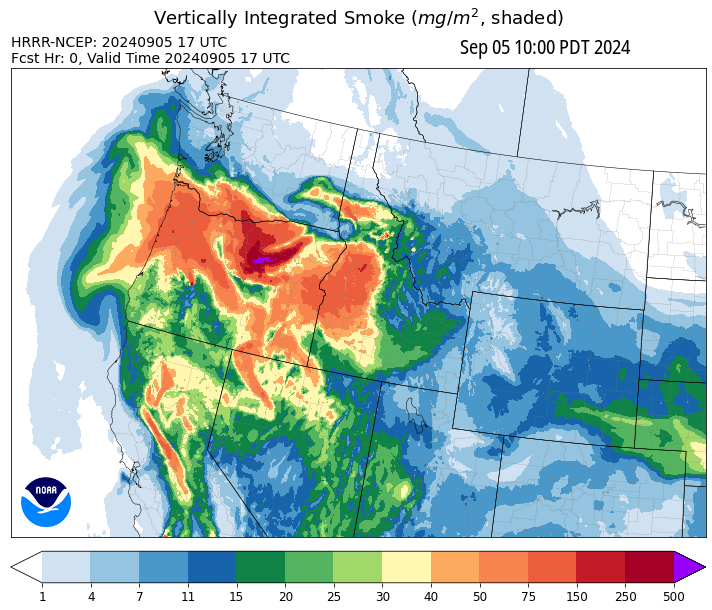 Vertically Integrated Smoke (mg/m², shaded)
HRRR-NCEP: 20240905 17 UTC
Fcst Hr: 0, Valid Time 20240905 17 UTC
Sep 05 10:00 PDT 2024
NOAA
1 4 7 11 15 20 25 30 40 50 75 150 250 500